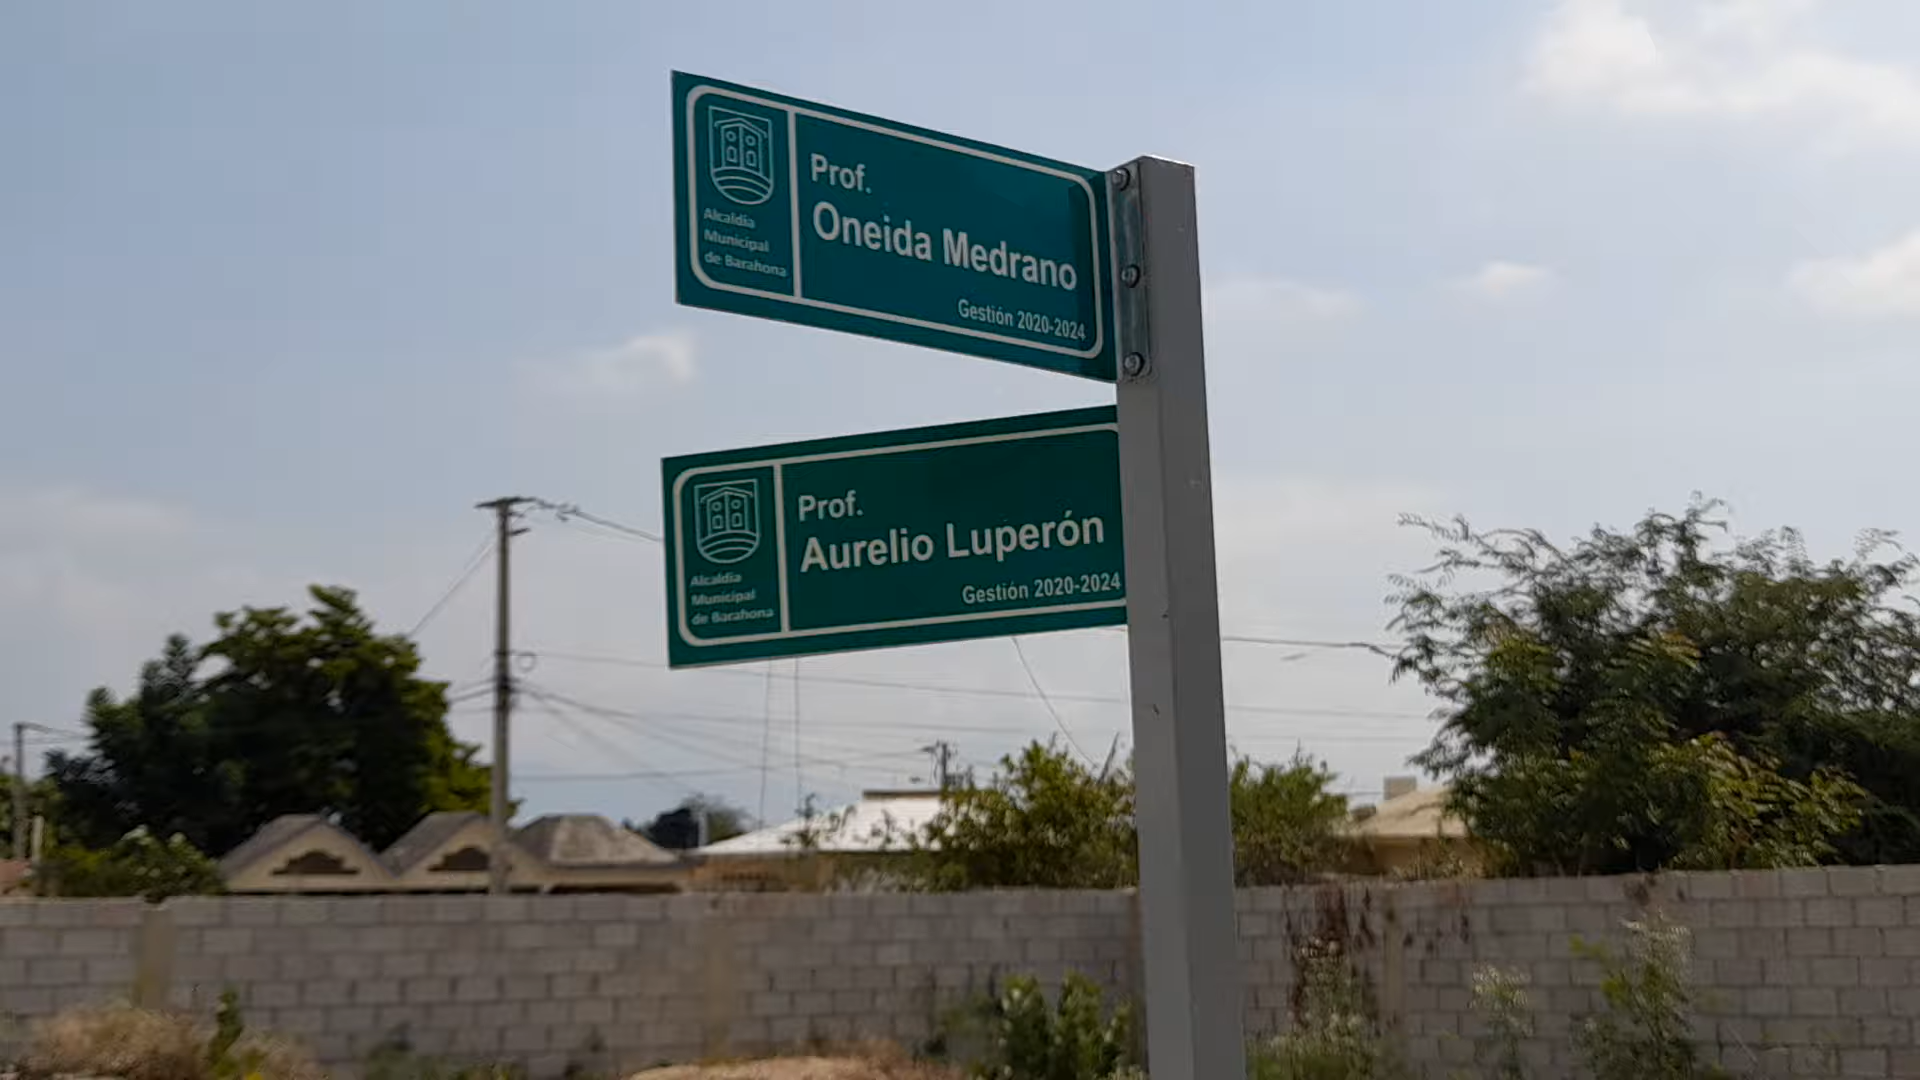 Alcaldía
Municipal
de Barahona
Prof.
Oneida Medrano
Gestión 2020-2024
Alcaldía
Municipal
de Barahona
Prof.
Aurelio Luperón
Gestión 2020-2024